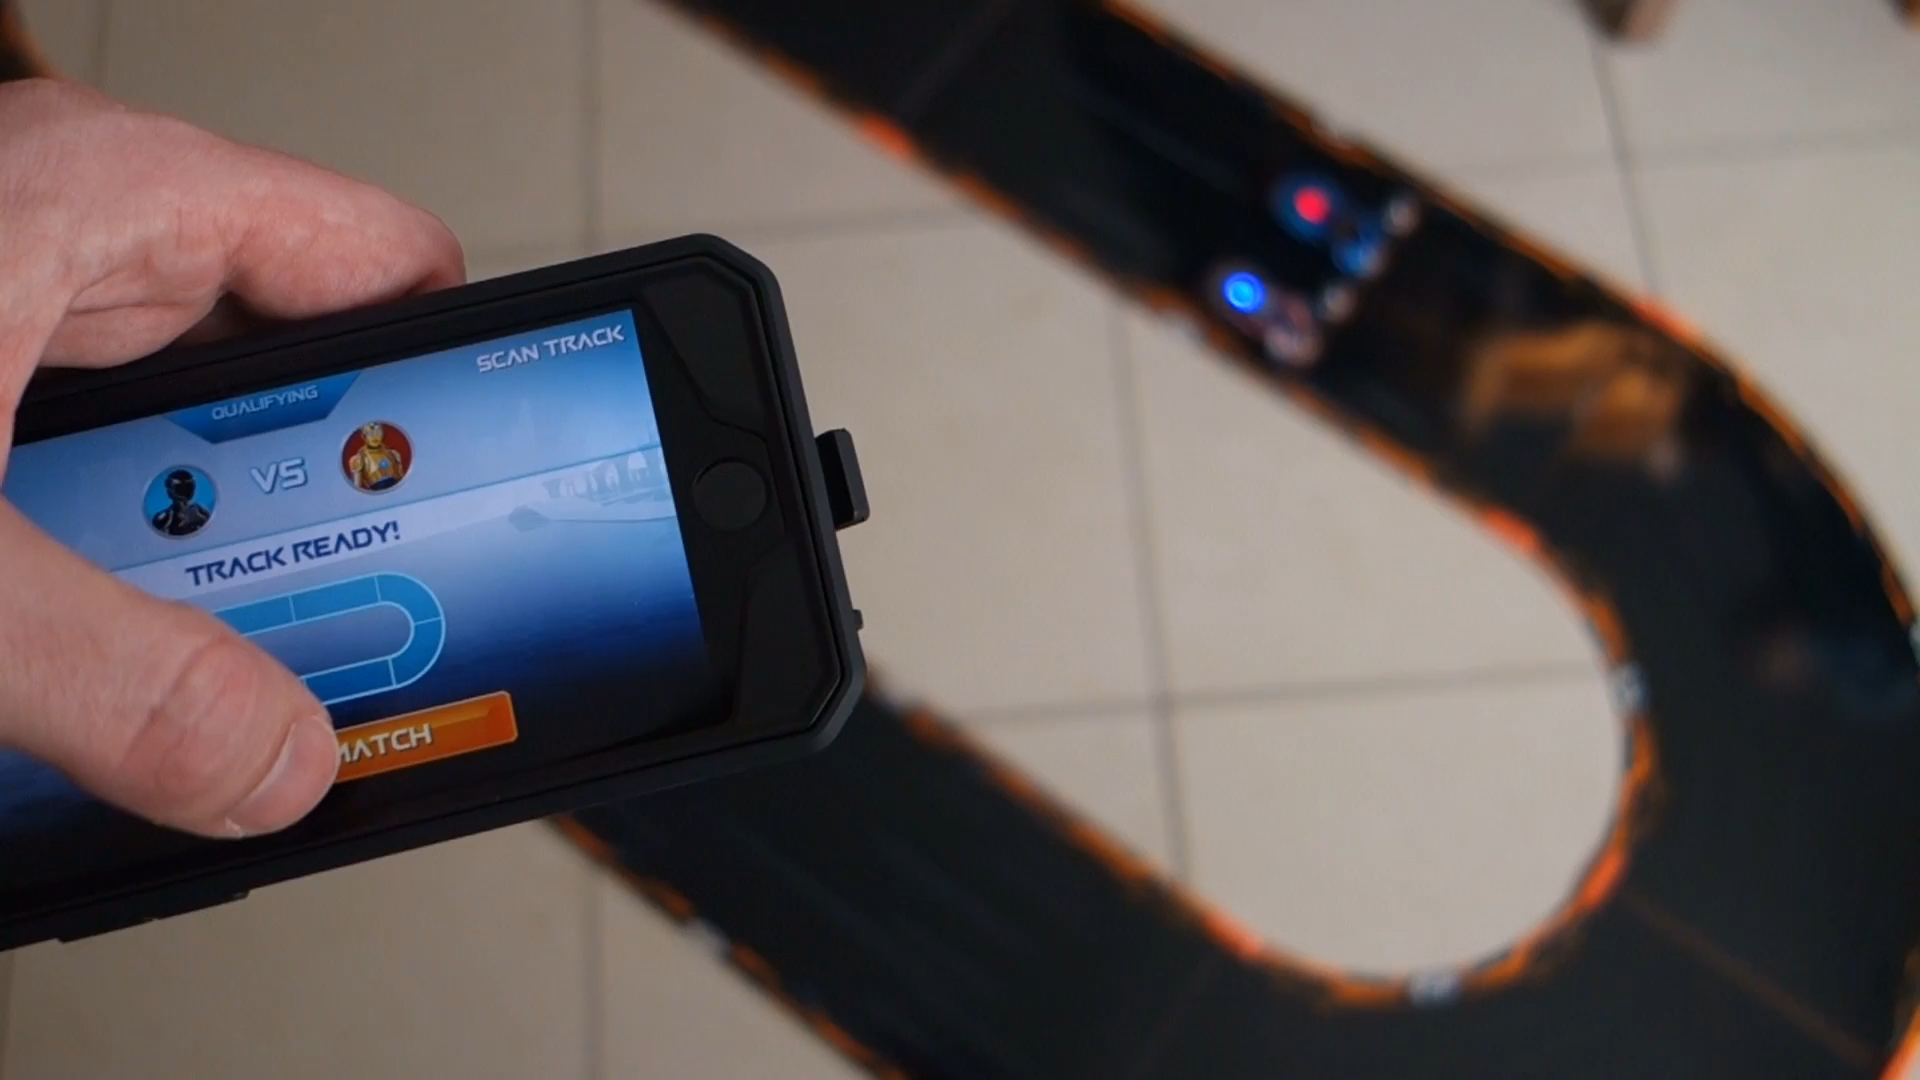 SCAN TRACK
QUALIFYING
VS
TRACK READY!
MATCH